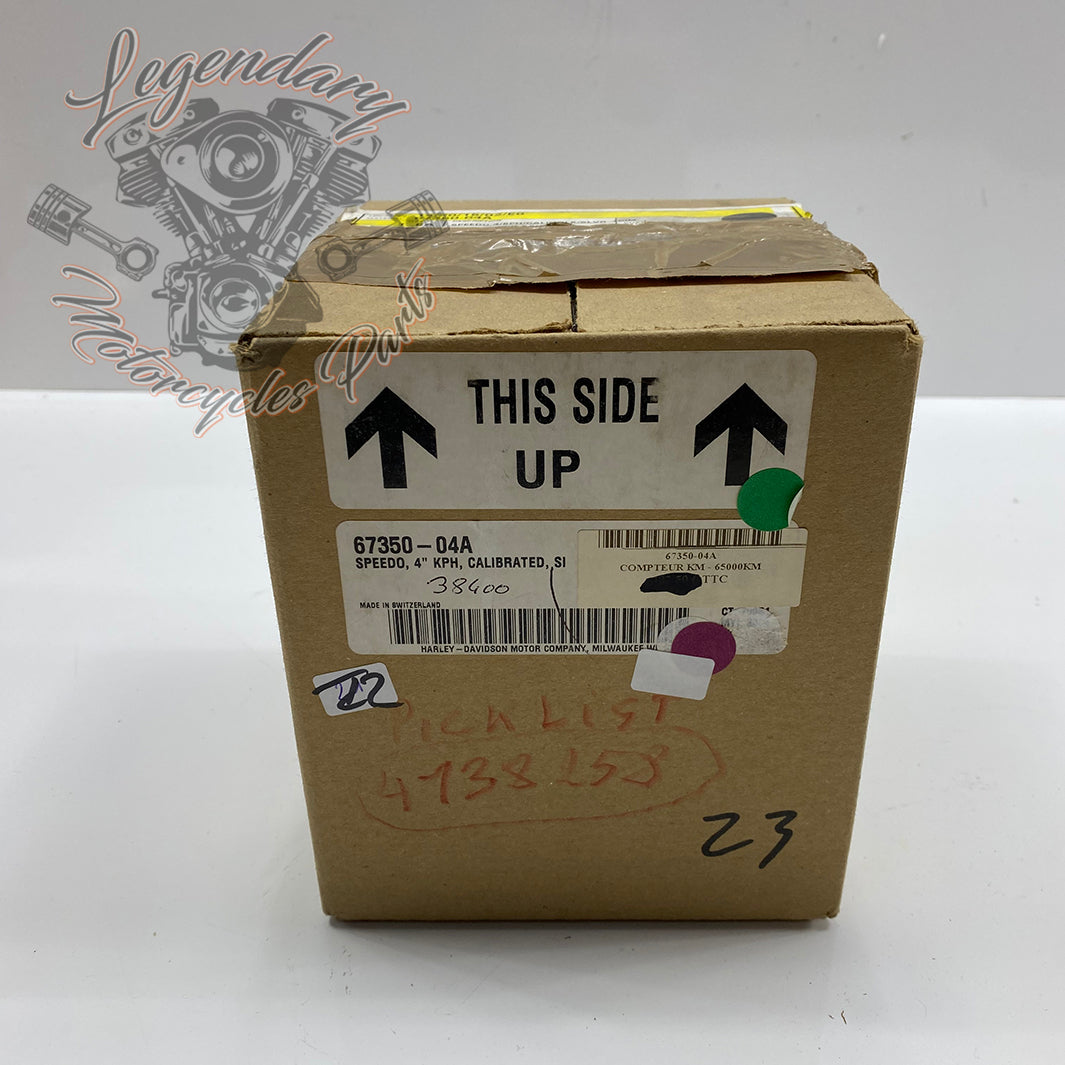 Legendary
Motorcycles Parts
THIS SIDE
UP
67350-04A
SPEEDO, 4" KPH, CALIBRATED, SI
38400
67350-04A
COMPTEUR KM - 65000KM
TTC
MADE IN SWITZERLAND
HARLEY-DAVIDSON MOTOR COMPANY, MILWAUKEE WI
PICK LIST
23